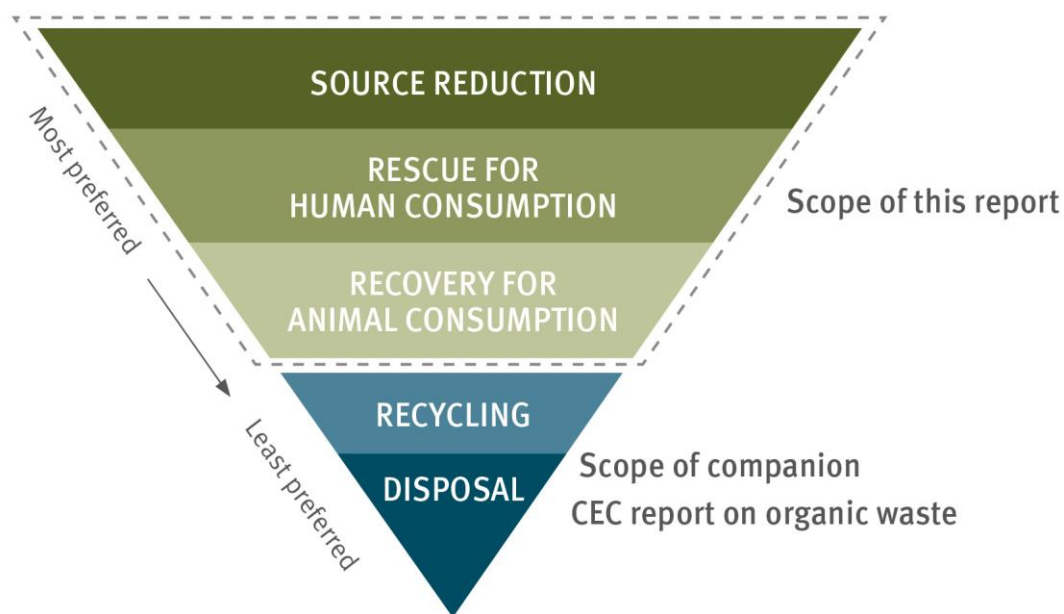 SOURCE REDUCTION
RESCUE FOR
HUMAN CONSUMPTION
RECOVERY FOR
ANIMAL CONSUMPTION
RECYCLING
DISPOSAL
Most preferred
Least preferred
Scope of this report
Scope of companion
CEC report on organic waste